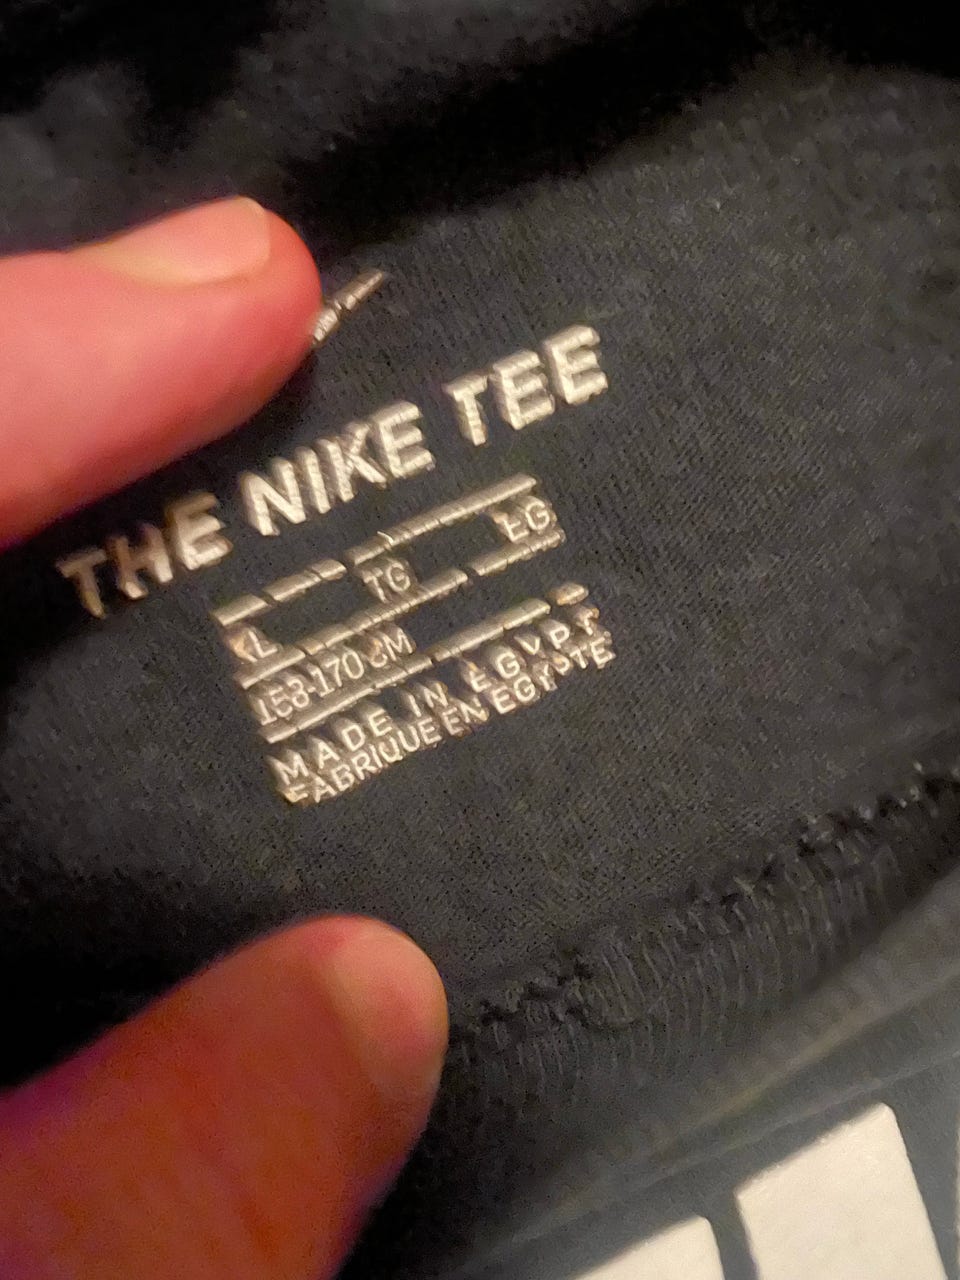 THE NIKE TEE
XL TG EG
158-170 CM
MADE IN EGYPT
FABRIQUE EN EGYPTE